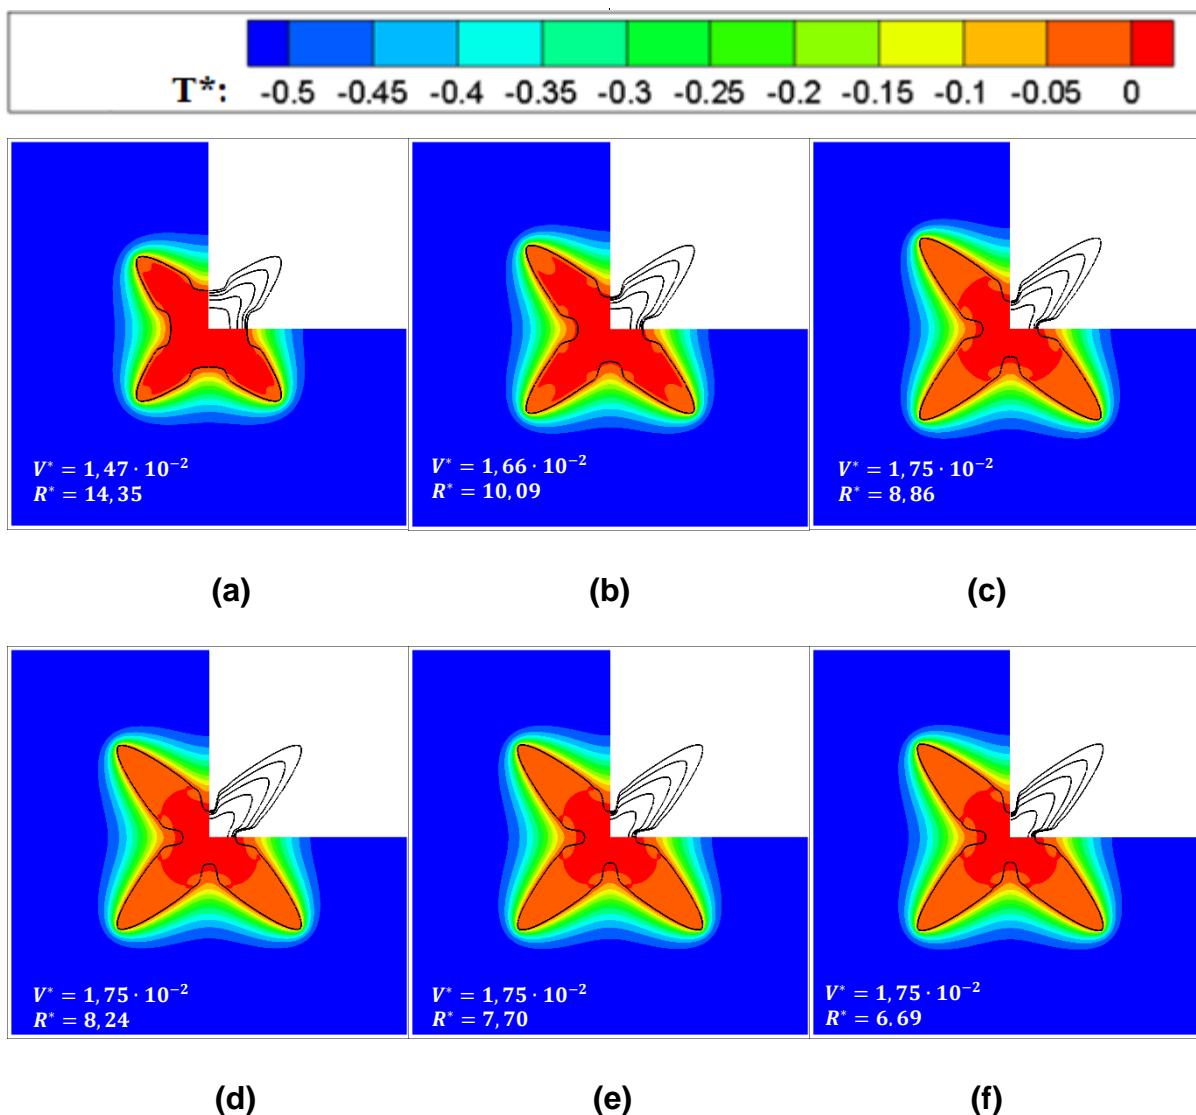 T*: -0.5 -0.45 -0.4 -0.35 -0.3 -0.25 -0.2 -0.15 -0.1 -0.05 0
V* = 1,47 · 10⁻²
R* = 14,35
V* = 1,66 · 10⁻²
R* = 10,09
V* = 1,75 · 10⁻²
R* = 8,86
(a) (b) (c)
V* = 1,75 · 10⁻²
R* = 8,24
V* = 1,75 · 10⁻²
R* = 7,70
V* = 1,75 · 10⁻²
R* = 6,69
(d) (e) (f)